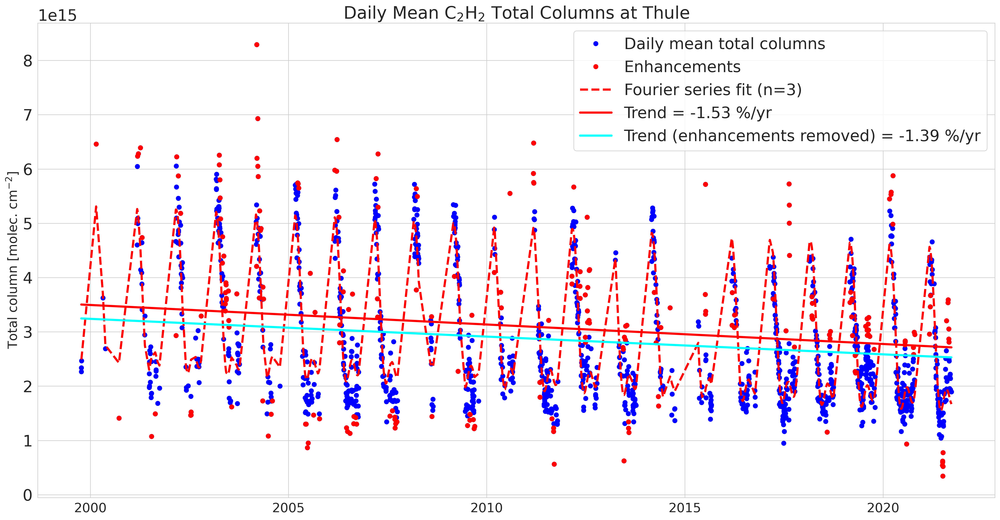 Daily Mean C₂H₂ Total Columns at Thule
1e15
Daily mean total columns
Enhancements
Fourier series fit (n=3)
Trend = -1.53 %/yr
Trend (enhancements removed) = -1.39 %/yr
Total column [molec. cm⁻²]
8
7
6
5
4
3
2
1
0
2000 2005 2010 2015 2020